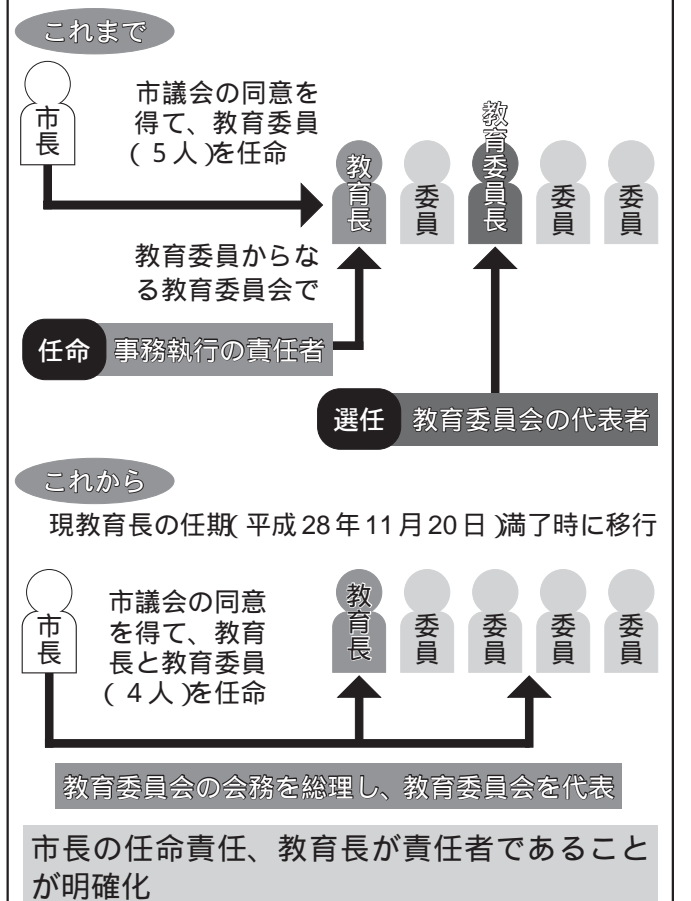 これまで
市長
市議会の同意を
得て、教育委員
(5人)を任命
教育長
委員
教育委員長
委員
委員
教育委員からな
る教育委員会で
任命 事務執行の責任者
選任 教育委員会の代表者
これから
現教育長の任期(平成28年11月20日)満了時に移行
市長
市議会の同意
を得て、教育
長と教育委員
(4人)を任命
教育長
委員
委員
委員
委員
教育委員会の会務を総理し、教育委員会を代表
市長の任命責任、教育長が責任者であること
が明確化